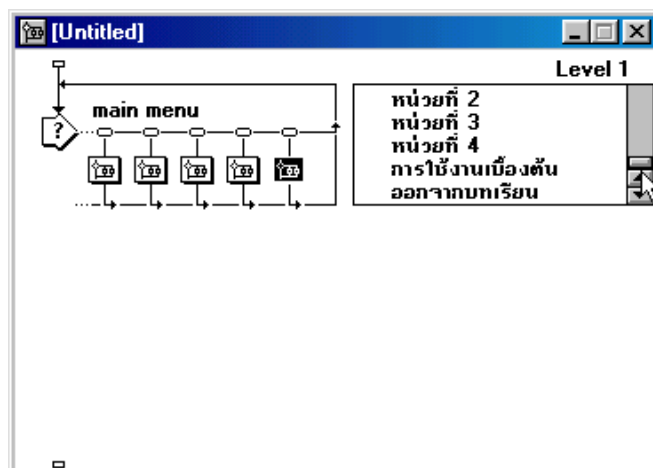 [Untitled]
Level 1
main menu
?
หน่วยที่ 2
หน่วยที่ 3
หน่วยที่ 4
การใช้งานเบื้องต้น
ออกจากบทเรียน